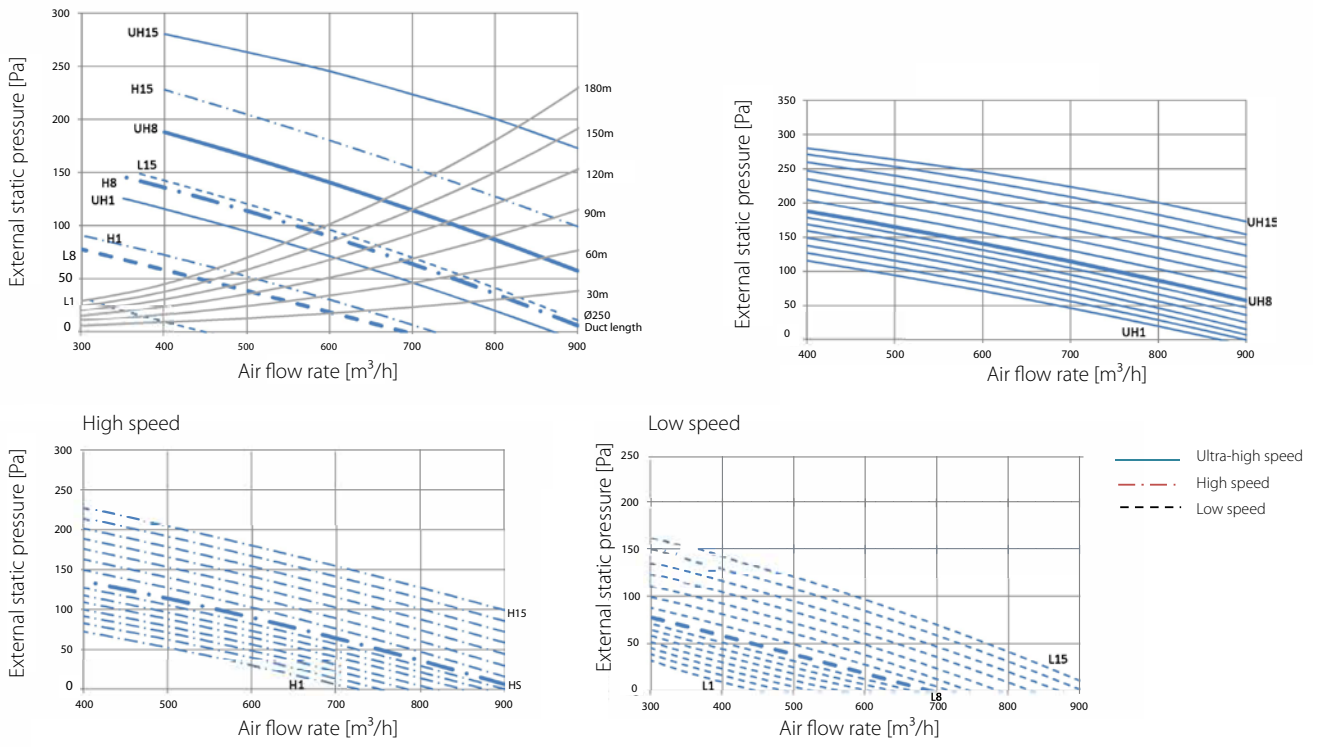 External static pressure [Pa]
300
250
200
150
100
50
0
UH15
H15
UH8
L15
H8
UH1
H1
L8
L1
180m
150m
120m
90m
60m
30m
Ø250
Duct length
300 400 500 600 700 800 900
Air flow rate [m³/h]
External static pressure [Pa]
350
300
250
200
150
100
50
0
UH15
UH8
UH1
400 500 600 700 800 900
Air flow rate [m³/h]
High speed
External static pressure [Pa]
300
250
200
150
100
50
0
H15
HS
H1
400 500 600 700 800 900
Air flow rate [m³/h]
Low speed
External static pressure [Pa]
250
200
150
100
50
0
L15
L1
L8
300 400 500 600 700 800 900
Air flow rate [m³/h]
Ultra-high speed
High speed
Low speed